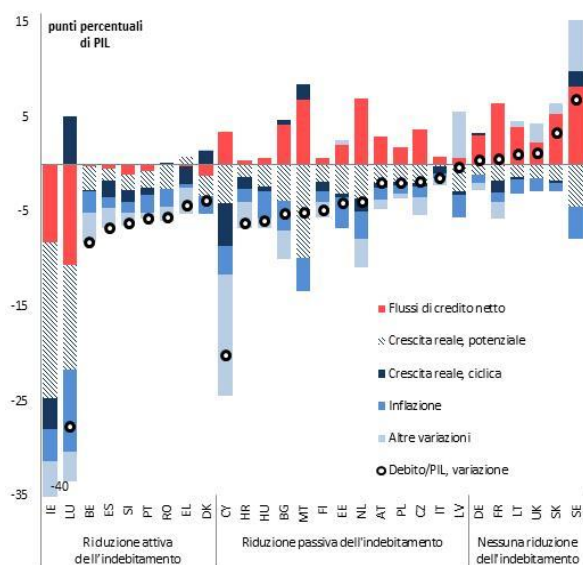 punti percentuali
di PIL
15
5
-5
-15
-25
-35
-40
Flussi di credito netto
Crescita reale, potenziale
Crescita reale, ciclica
Inflazione
Altre variazioni
Debito/PIL, variazione
IE LU BE ES SI PT RO EL DK CY HR HU BG MT FI EE NL AT PL CZ IT LV DE FR LT UK SK SE
Riduzione attiva
dell'indebitamento
Riduzione passiva dell'indebitamento
Nessuna riduzione
dell'indebitamento